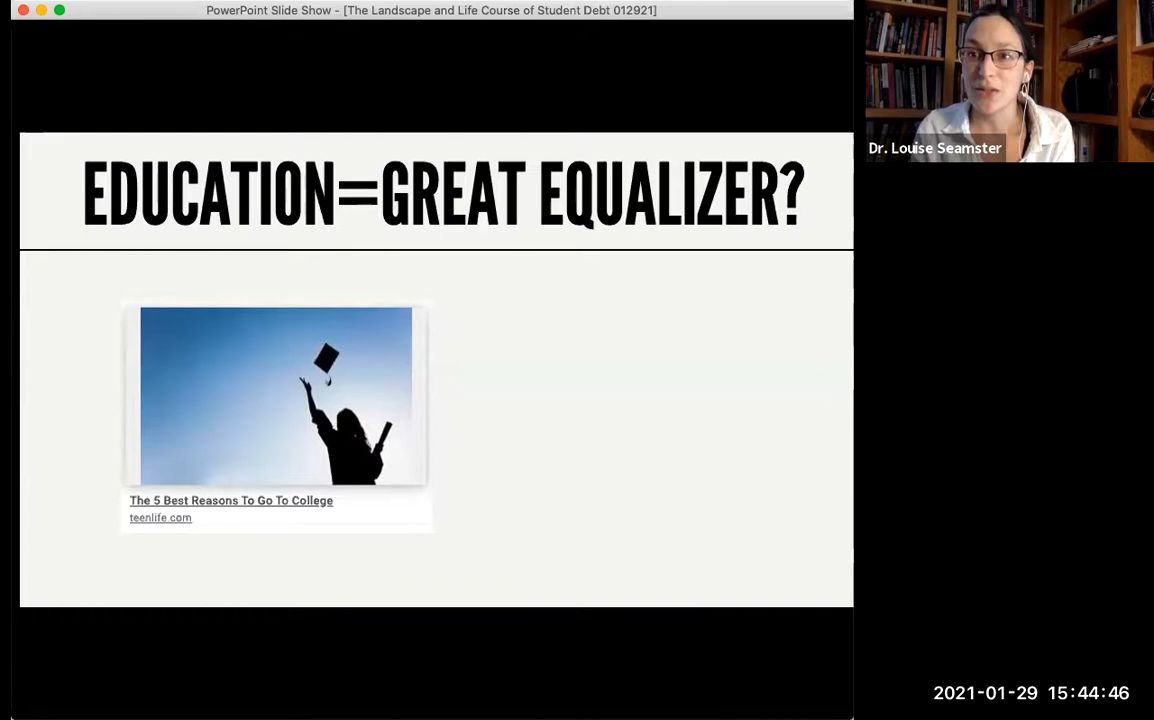 PowerPoint Slide Show - [The Landscape and Life Course of Student Debt 012921]
Dr. Louise Seamster
EDUCATION=GREAT EQUALIZER?
The 5 Best Reasons To Go To College
teenlife.com
2021-01-29 15:44:46